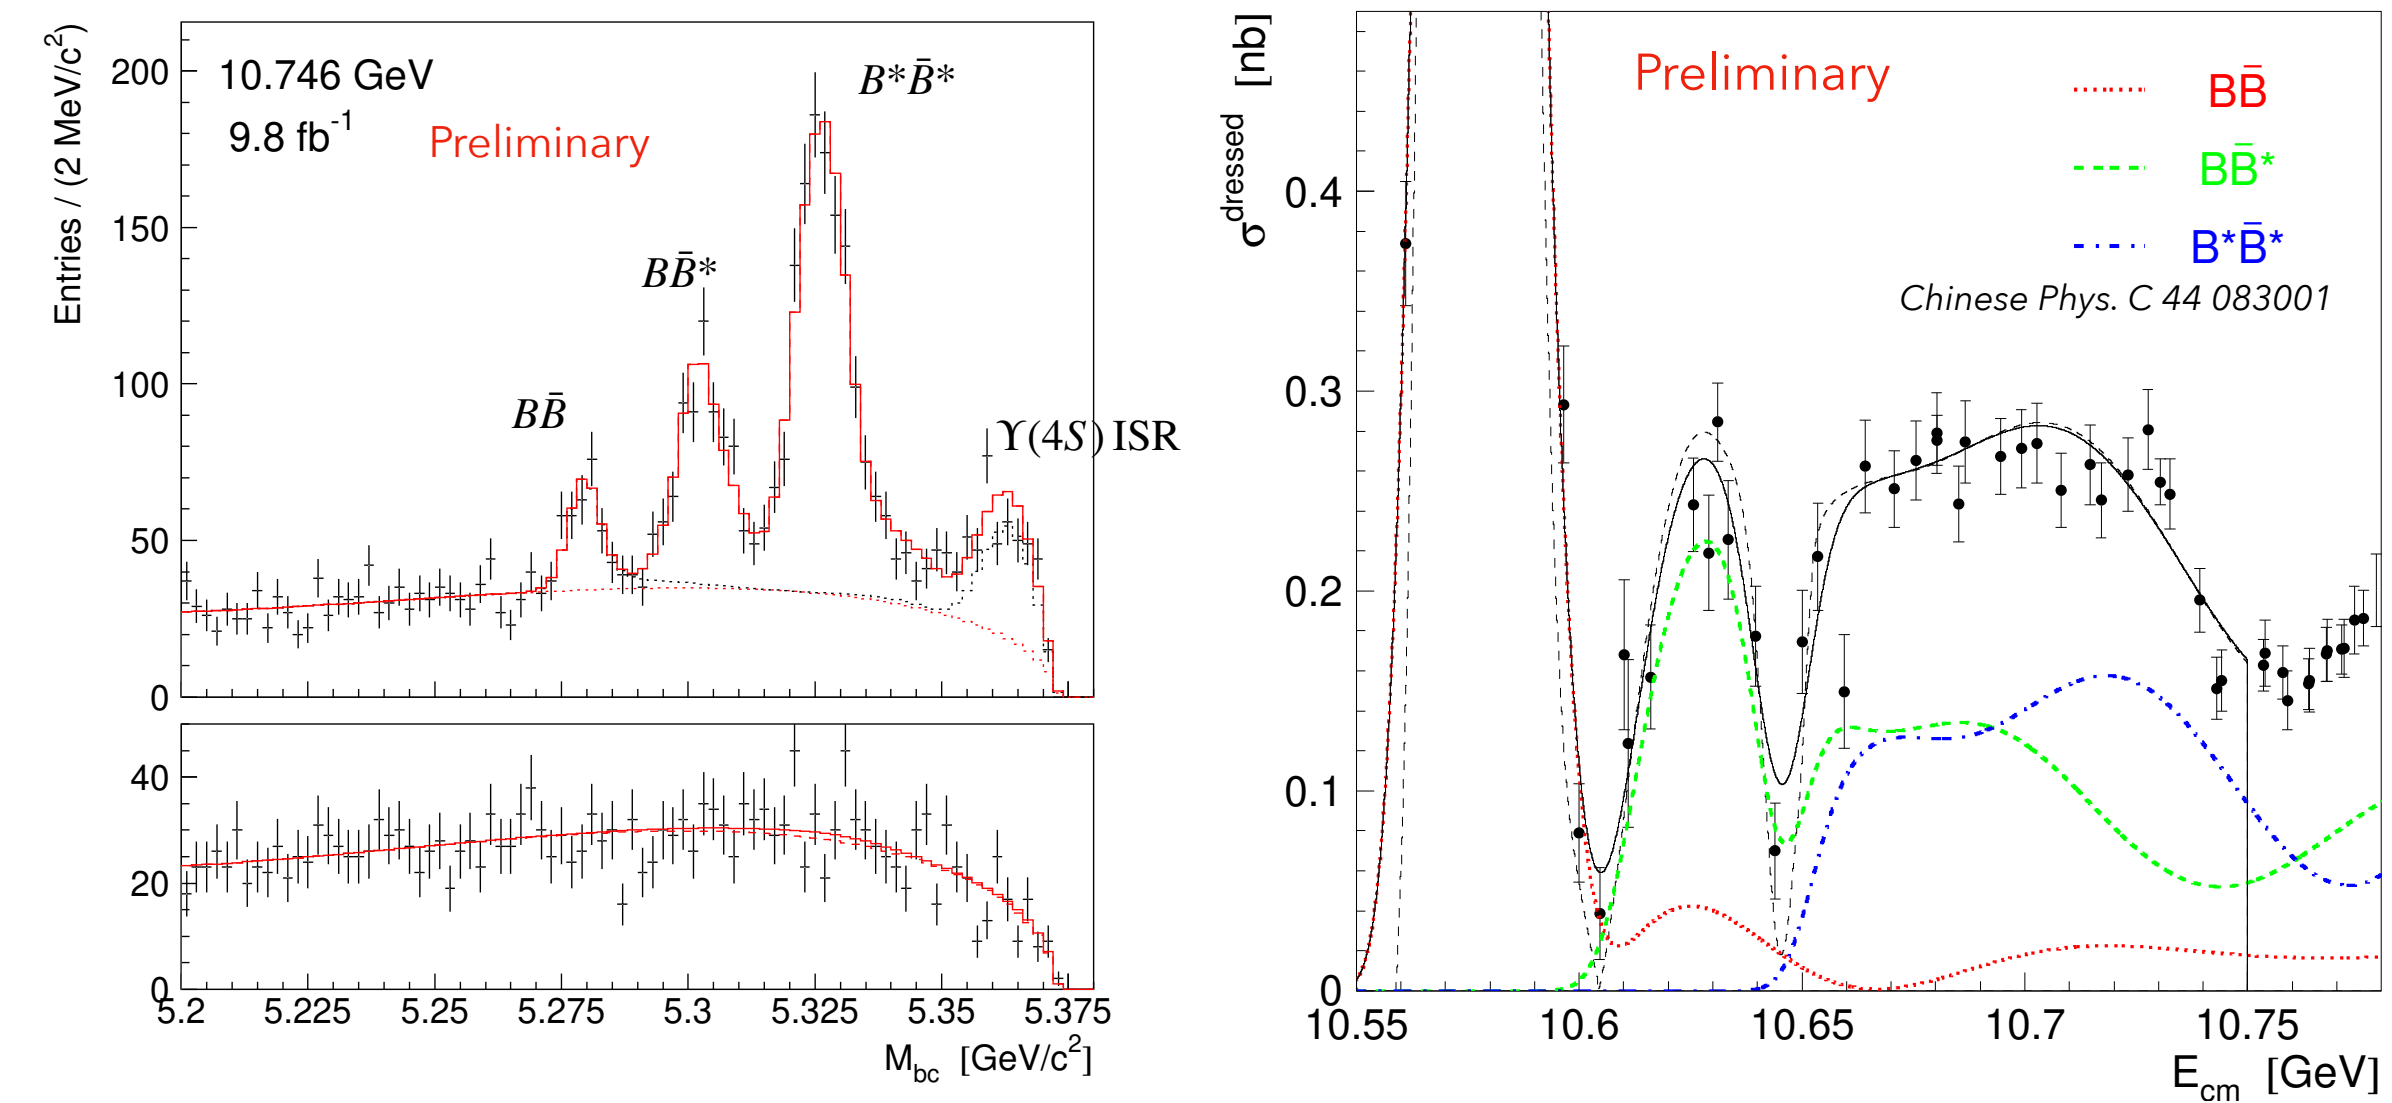 10.746 GeV
9.8 fb-1
Preliminary
BB̄
BB̄*
B*B̄*
ϒ(4S) ISR
Entries / (2 MeV/c2)
200
150
100
50
0
40
20
0
5.2 5.225 5.25 5.275 5.3 5.325 5.35 5.375
Mbc [GeV/c2]
σdressed [nb]
Preliminary
BB̄
BB̄*
B*B̄*
Chinese Phys. C 44 083001
0.4
0.3
0.2
0.1
0
10.55 10.6 10.65 10.7 10.75
Ecm [GeV]